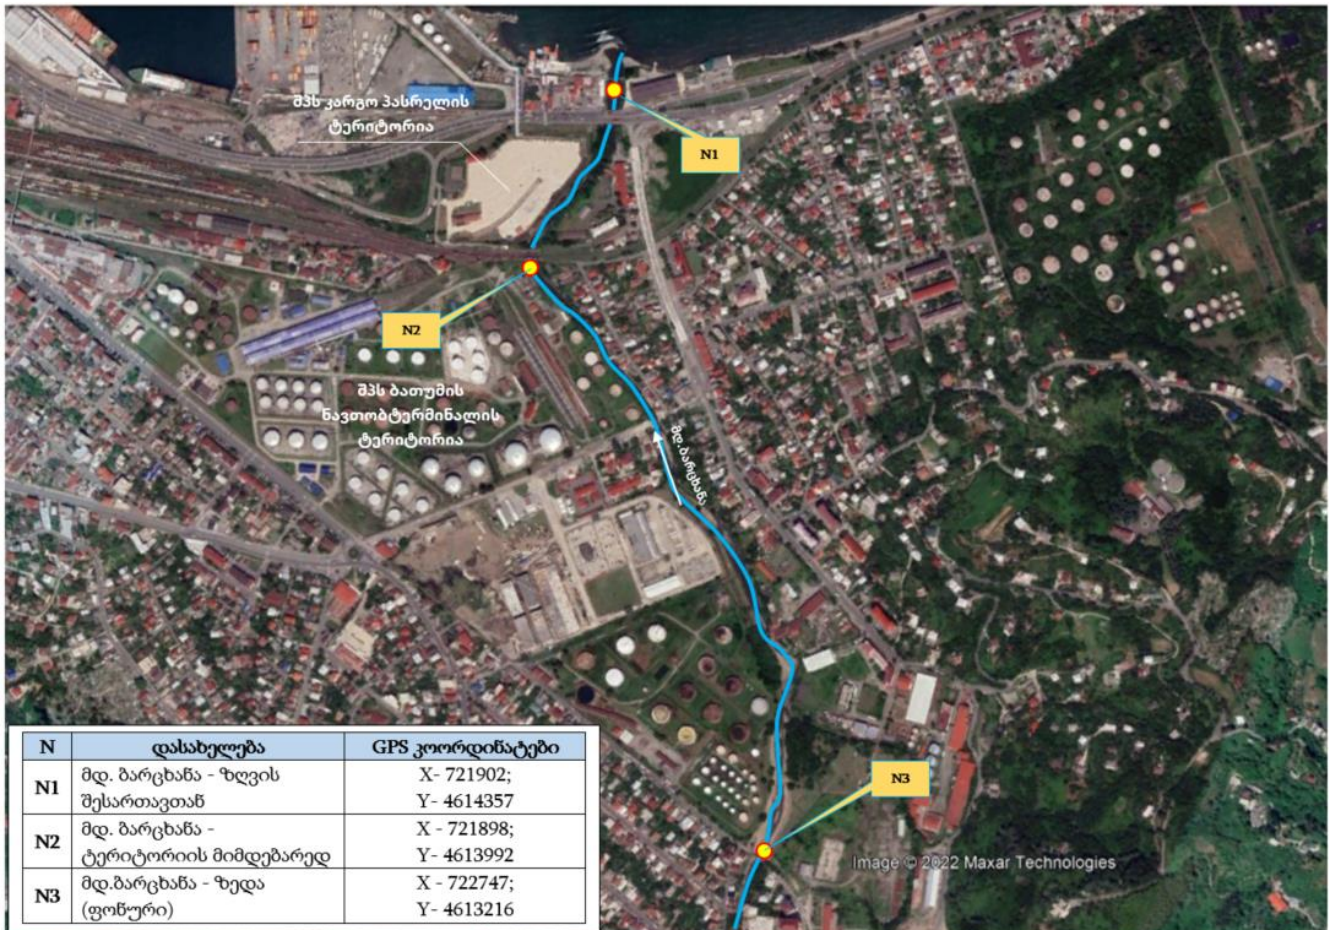 შპს კარგო პასრელის
ტერიტორია
N1
N2
შპს ბათუმის
ნავთობტერმინალის
ტერიტორია
მდ.ბარცხანა
N3
Image © 2022 Maxar Technologies
N დასახელება GPS კოორდინატები
N1 მდ. ბარცხანა - ზღვის შესართავთან X- 721902; Y- 4614357
N2 მდ. ბარცხანა - ტერიტორიის მიმდებარედ X - 721898; Y- 4613992
N3 მდ.ბარცხანა - ზედა (ფონური) X - 722747; Y- 4613216